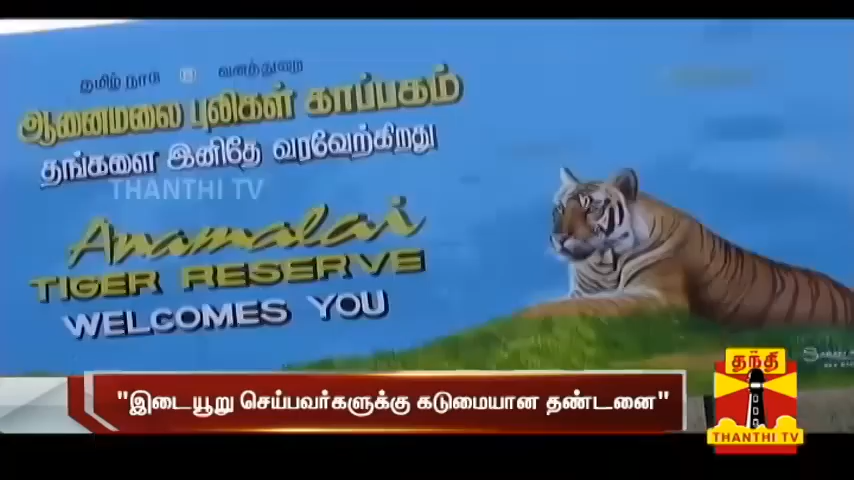 தமிழ் நாடு வனத்துறை
ஆனைமலை புலிகள் காப்பகம்
தங்களை இனிதே வரவேற்கிறது
THANTHI TV
Anamalai
TIGER RESERVE
WELCOMES YOU
"இடையூறு செய்பவர்களுக்கு கடுமையான தண்டனை"
தந்தி
THANTHI TV